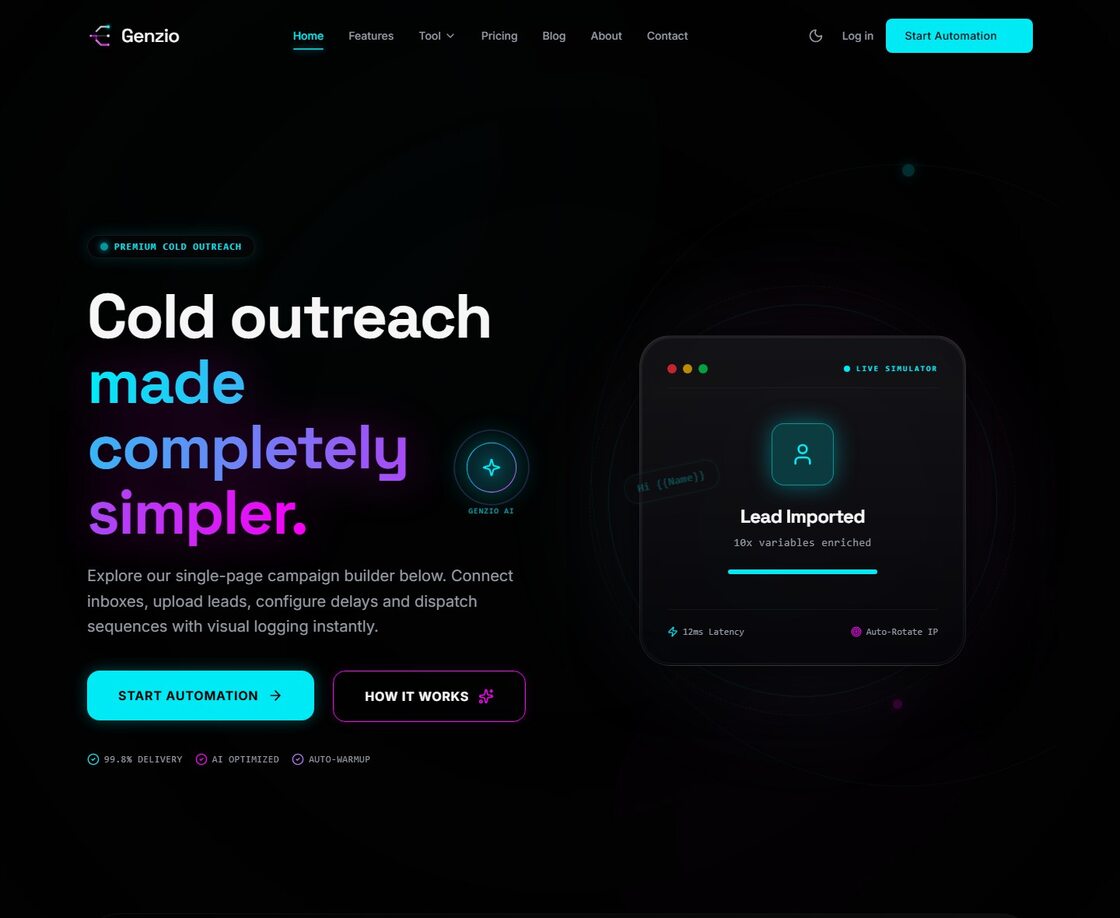 Genzio
Home
Features
Tool
Pricing
Blog
About
Contact
Log in
Start Automation
PREMIUM COLD OUTREACH
Cold outreach
made
completely
simpler.
GENZIO AI
Explore our single-page campaign builder below. Connect
inboxes, upload leads, configure delays and dispatch
sequences with visual logging instantly.
START AUTOMATION
HOW IT WORKS
99.8% DELIVERY
AI OPTIMIZED
AUTO-WARMUP
LIVE SIMULATOR
Hi {{Name}}
Lead Imported
10x variables enriched
12ms Latency
Auto-Rotate IP